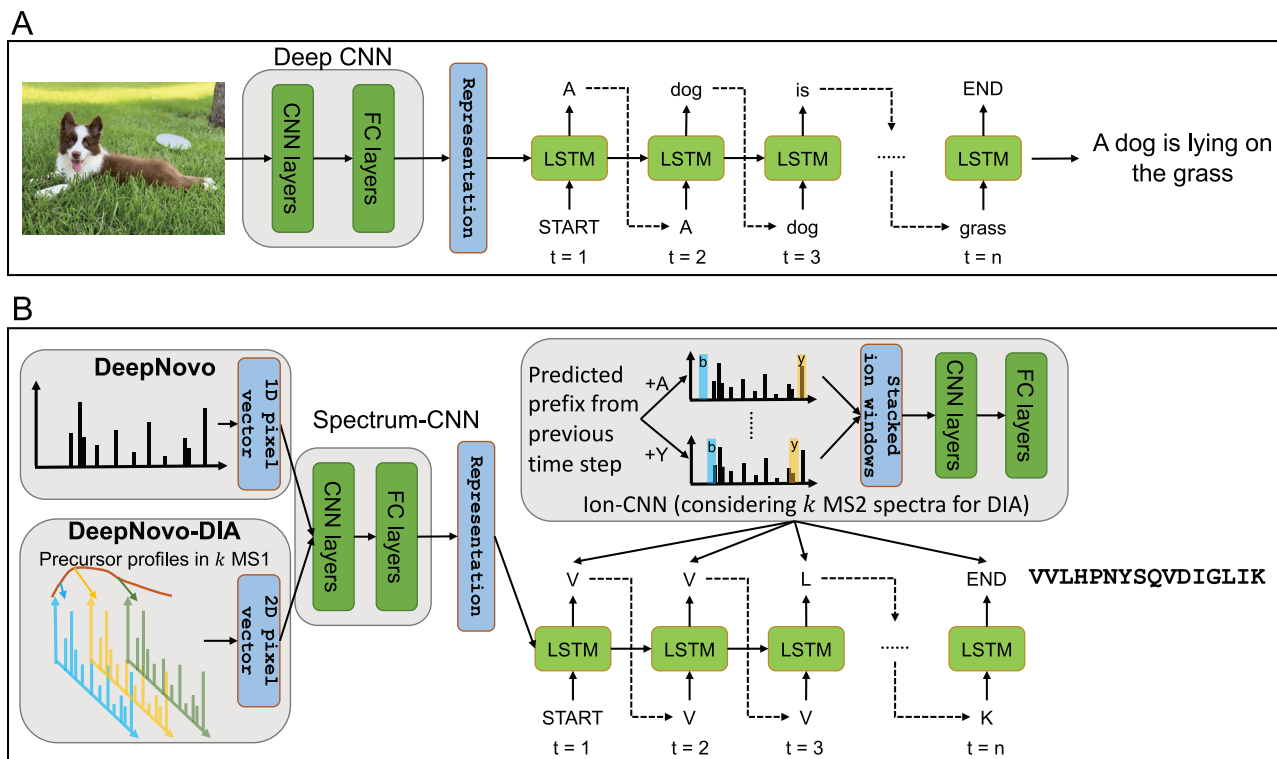 A
Deep CNN
CNN layers
FC layers
Representation
A
dog
is
END
LSTM
LSTM
LSTM
......
LSTM
A dog is lying on
the grass
START
A
dog
grass
t = 1
t = 2
t = 3
t = n
B
DeepNovo
1D pixel
vector
DeepNovo-DIA
Precursor profiles in k MS1
2D pixel
vector
Spectrum-CNN
CNN layers
FC layers
Representation
Predicted
prefix from
previous
time step
+A
+Y
b
y
......
b
y
Stacked
ion windows
CNN layers
FC layers
Ion-CNN (considering k MS2 spectra for DIA)
V
V
L
END
VVLHPNYSQVDIGLIK
LSTM
LSTM
LSTM
......
LSTM
START
V
V
K
t = 1
t = 2
t = 3
t = n